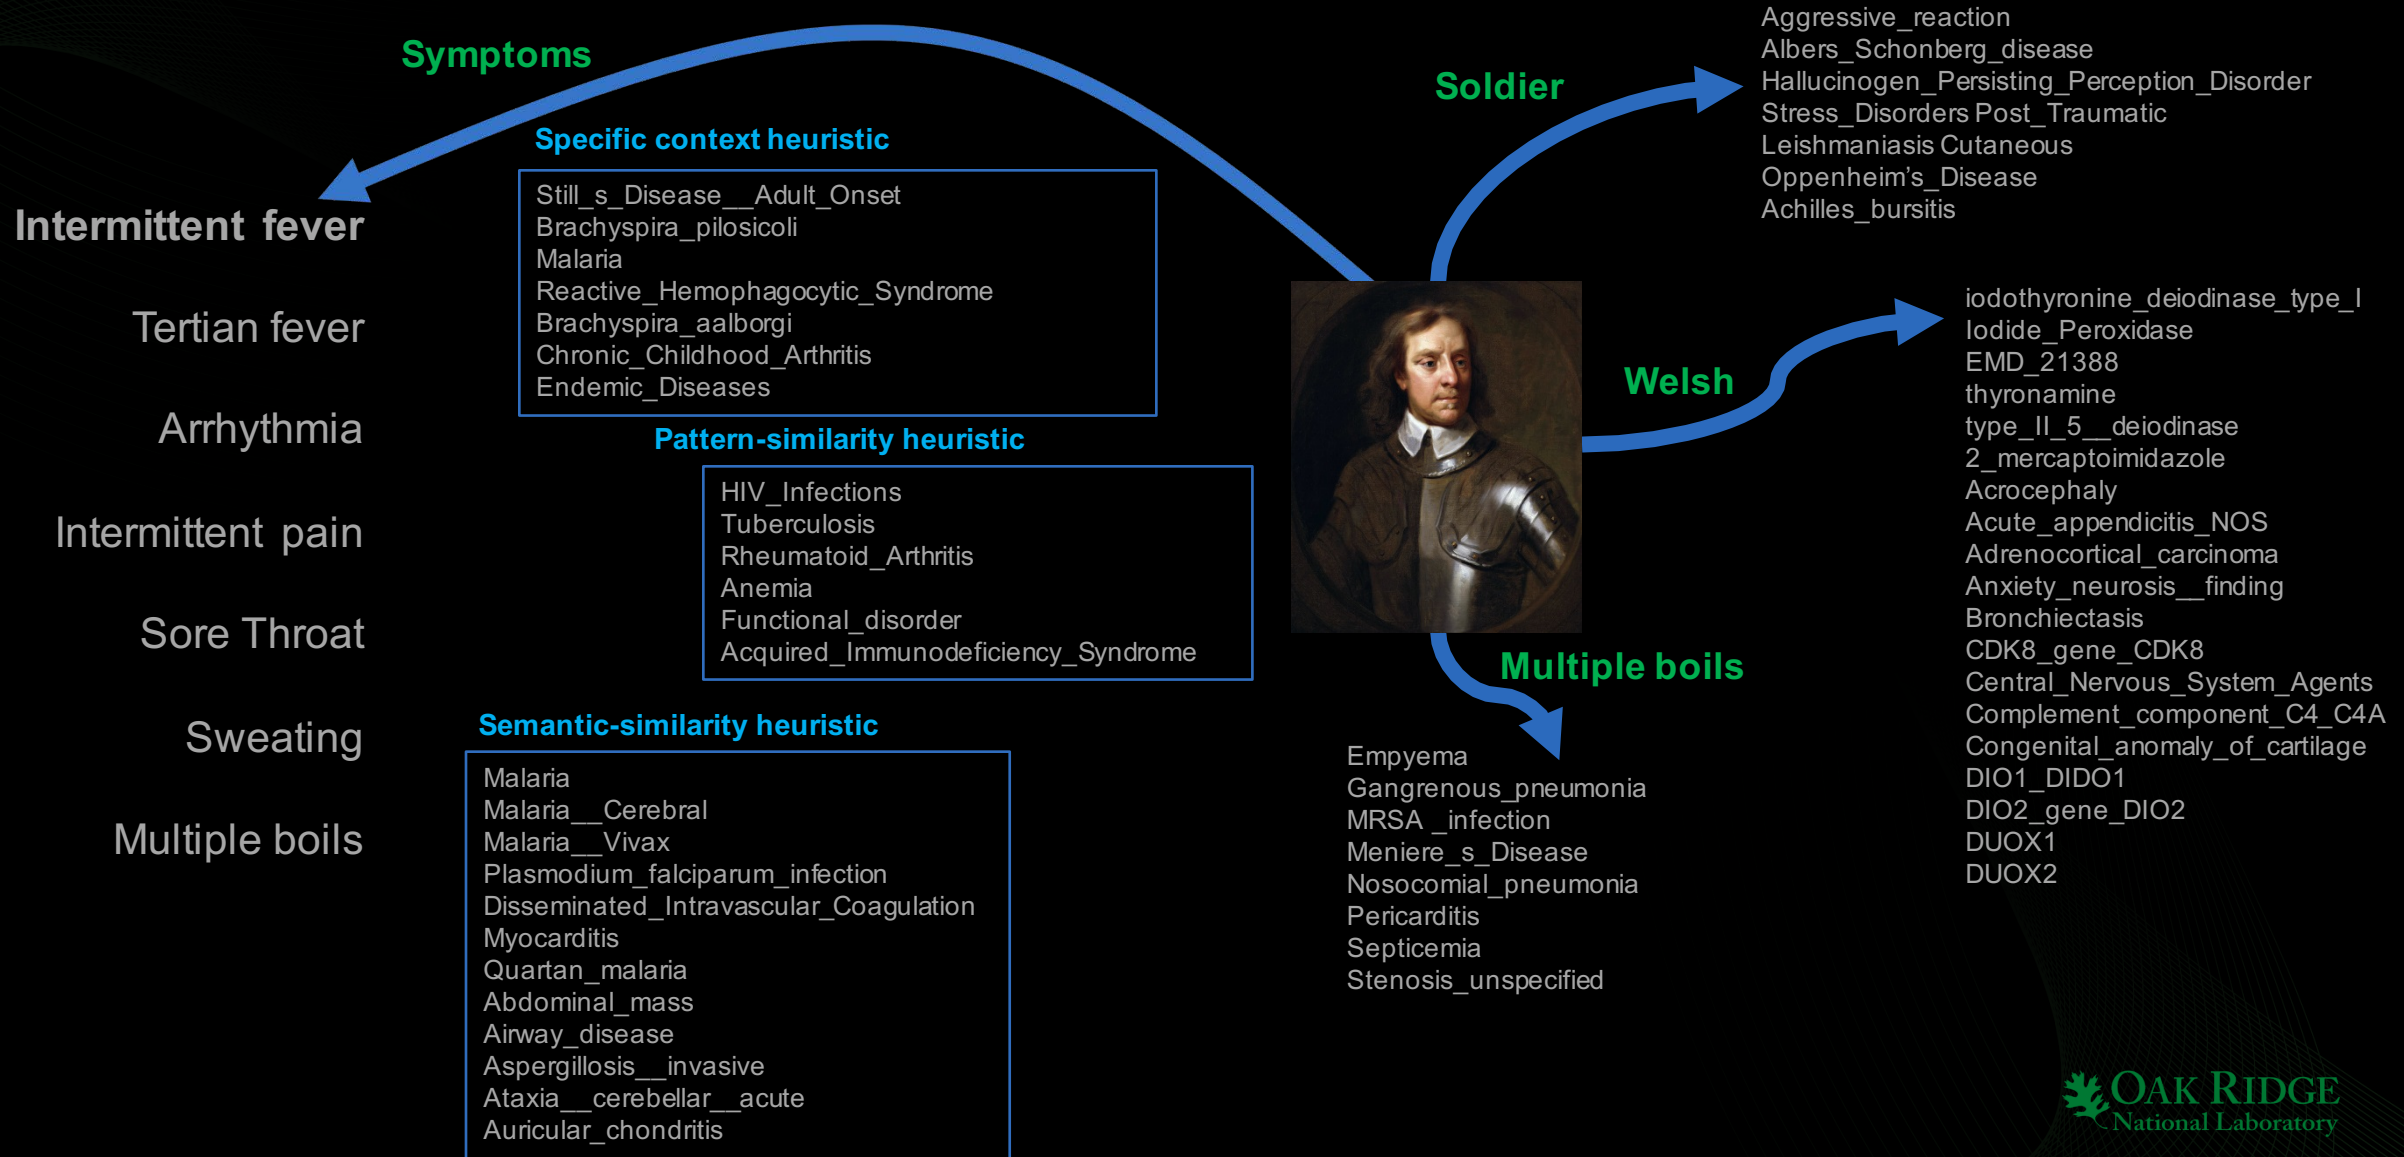 Symptoms
Intermittent fever
Tertian fever
Arrhythmia
Intermittent pain
Sore Throat
Sweating
Multiple boils
Specific context heuristic
Still_s_Disease__Adult_Onset
Brachyspira_pilosicoli
Malaria
Reactive_Hemophagocytic_Syndrome
Brachyspira_aalborgi
Chronic_Childhood_Arthritis
Endemic_Diseases
Pattern-similarity heuristic
HIV_Infections
Tuberculosis
Rheumatoid_Arthritis
Anemia
Functional_disorder
Acquired_Immunodeficiency_Syndrome
Semantic-similarity heuristic
Malaria
Malaria__Cerebral
Malaria__Vivax
Plasmodium_falciparum_infection
Disseminated_Intravascular_Coagulation
Myocarditis
Quartan_malaria
Abdominal_mass
Airway_disease
Aspergillosis__invasive
Ataxia__cerebellar__acute
Auricular_chondritis
Soldier
Aggressive_reaction
Albers_Schonberg_disease
Hallucinogen_Persisting_Perception_Disorder
Stress_Disorders Post_Traumatic
Leishmaniasis Cutaneous
Oppenheim’s_Disease
Achilles_bursitis
Welsh
iodothyronine_deiodinase_type_I
Iodide_Peroxidase
EMD_21388
thyronamine
type_II_5__deiodinase
2_mercaptoimidazole
Acrocephaly
Acute_appendicitis_NOS
Adrenocortical_carcinoma
Anxiety_neurosis__finding
Bronchiectasis
CDK8_gene_CDK8
Central_Nervous_System_Agents
Complement_component_C4_C4A
Congenital_anomaly_of_cartilage
DIO1_DIDO1
DIO2_gene_DIO2
DUOX1
DUOX2
Multiple boils
Empyema
Gangrenous_pneumonia
MRSA _infection
Meniere_s_Disease
Nosocomial_pneumonia
Pericarditis
Septicemia
Stenosis_unspecified
OAK RIDGE
National Laboratory